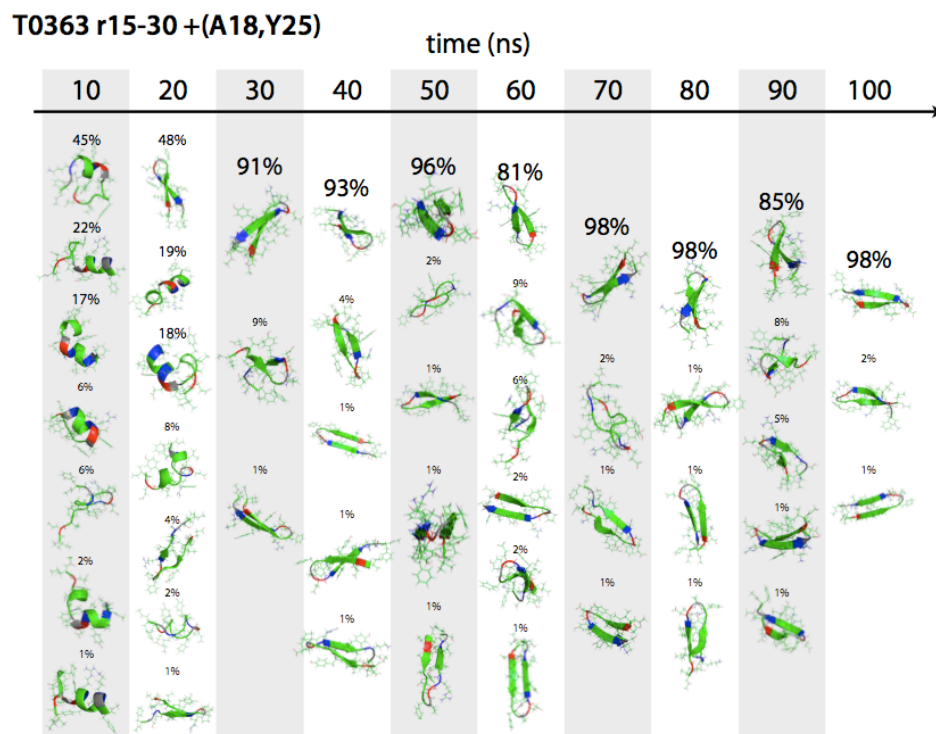 T0363 r15-30 +(A18,Y25)
time (ns)
10 20 30 40 50 60 70 80 90 100
45% 48% 91% 93% 96% 81% 98% 98% 85% 98%
22% 19% 9% 4% 2% 9% 2% 1% 8% 2%
17% 18% 1% 1% 1% 6% 1% 1% 5% 1%
6% 8% 1% 1% 2% 1% 1% 1%
6% 4% 1% 1% 2% 1%
2% 2% 1%
1% 1%